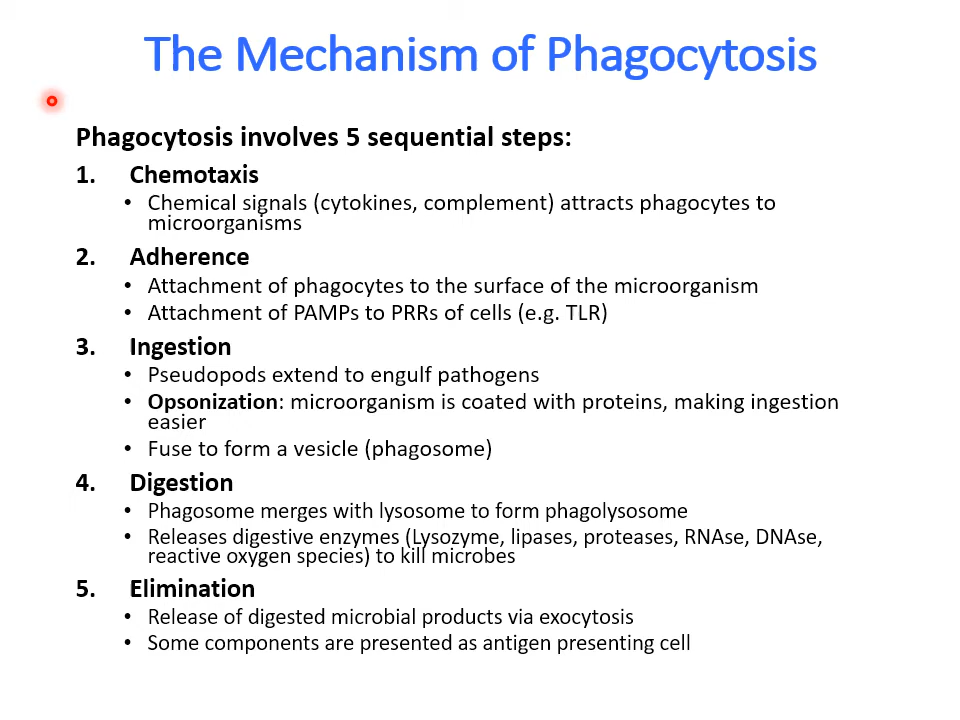 The Mechanism of Phagocytosis
Phagocytosis involves 5 sequential steps:
1. Chemotaxis
• Chemical signals (cytokines, complement) attracts phagocytes to
microorganisms
2. Adherence
• Attachment of phagocytes to the surface of the microorganism
• Attachment of PAMPs to PRRs of cells (e.g. TLR)
3. Ingestion
• Pseudopods extend to engulf pathogens
• Opsonization: microorganism is coated with proteins, making ingestion
easier
• Fuse to form a vesicle (phagosome)
4. Digestion
• Phagosome merges with lysosome to form phagolysosome
• Releases digestive enzymes (Lysozyme, lipases, proteases, RNAse, DNAse,
reactive oxygen species) to kill microbes
5. Elimination
• Release of digested microbial products via exocytosis
• Some components are presented as antigen presenting cell